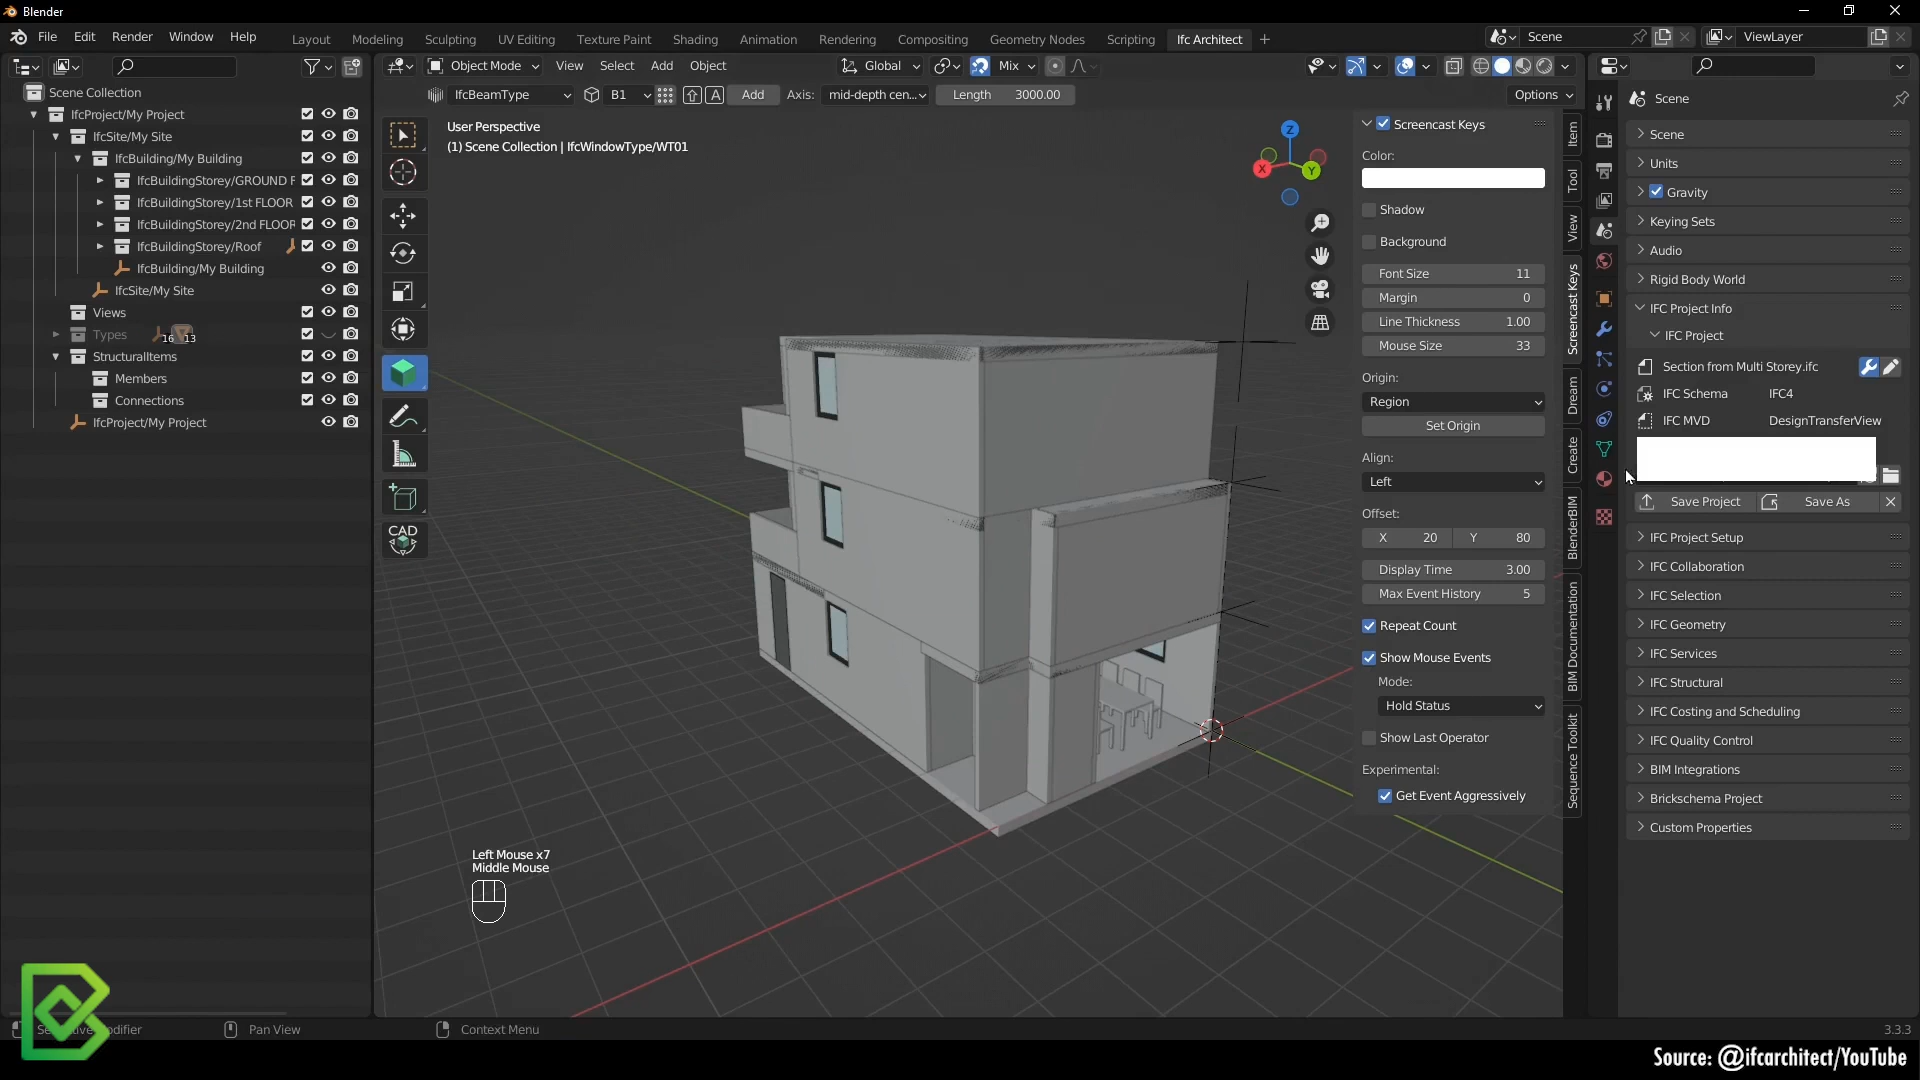 Blender
File Edit Render Window Help
Layout Modeling Sculpting UV Editing Texture Paint Shading Animation Rendering Compositing Geometry Nodes Scripting Ifc Architect
Scene
ViewLayer
Object Mode View Select Add Object
Global
Mix
IfcBeamType
B1
Add
Axis: mid-depth cen...
Length 3000.00
Options
Scene Collection
IfcProject/My Project
IfcSite/My Site
IfcBuilding/My Building
IfcBuildingStorey/GROUND F
IfcBuildingStorey/1st FLOOR
IfcBuildingStorey/2nd FLOOR
IfcBuildingStorey/Roof
IfcBuilding/My Building
IfcSite/My Site
Views
Types 16 13
StructuralItems
Members
Connections
IfcProject/My Project
CAD
User Perspective
(1) Scene Collection | IfcWindowType/WT01
Z
X
Y
Left Mouse x7
Middle Mouse
Screencast Keys
Color:
Shadow
Background
Font Size 11
Margin 0
Line Thickness 1.00
Mouse Size 33
Origin:
Region
Set Origin
Align:
Left
Offset:
X 20 Y 80
Display Time 3.00
Max Event History 5
Repeat Count
Show Mouse Events
Mode:
Hold Status
Show Last Operator
Experimental:
Get Event Aggressively
Item
Tool
View
Screencast Keys
Dream
Create
BlenderBIM
BIM Documentation
Sequence Toolkit
Scene
Scene
Units
Gravity
Keying Sets
Audio
Rigid Body World
IFC Project Info
IFC Project
Section from Multi Storey.ifc
IFC Schema IFC4
IFC MVD DesignTransferView
Save Project Save As
IFC Project Setup
IFC Collaboration
IFC Selection
IFC Geometry
IFC Services
IFC Structural
IFC Costing and Scheduling
IFC Quality Control
BIM Integrations
Brickschema Project
Custom Properties
Pan View
Context Menu
3.3.3
Source: @ifcarchitect/YouTube